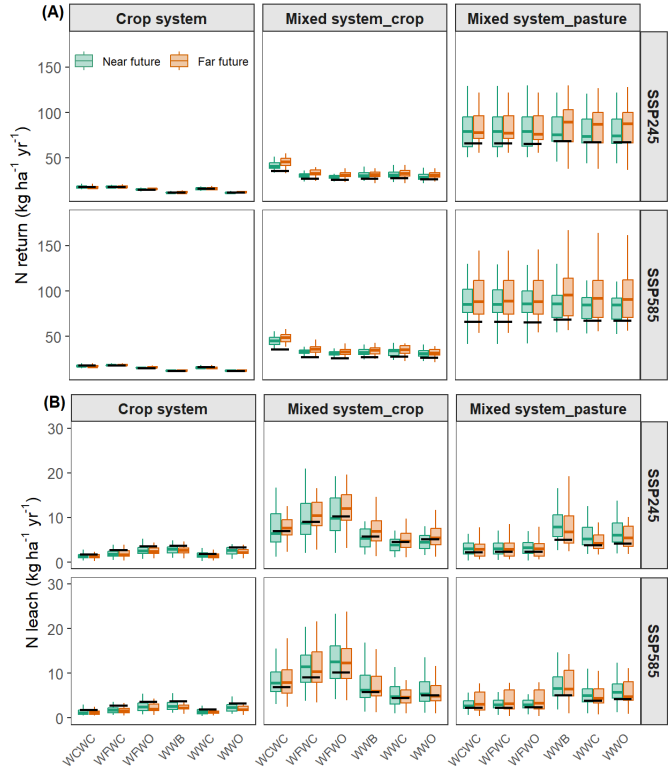 (A)
Crop system
Mixed system_crop
Mixed system_pasture
Near future
Far future
N return (kg ha⁻¹ yr⁻¹)
150
100
50
SSP245
150
100
50
SSP585
(B)
Crop system
Mixed system_crop
Mixed system_pasture
N leach (kg ha⁻¹ yr⁻¹)
30
20
10
0
SSP245
30
20
10
0
SSP585
WCWC
WFWC
WFWO
WWB
WWC
WWO
WCWC
WFWC
WFWO
WWB
WWC
WWO
WCWC
WFWC
WFWO
WWB
WWC
WWO